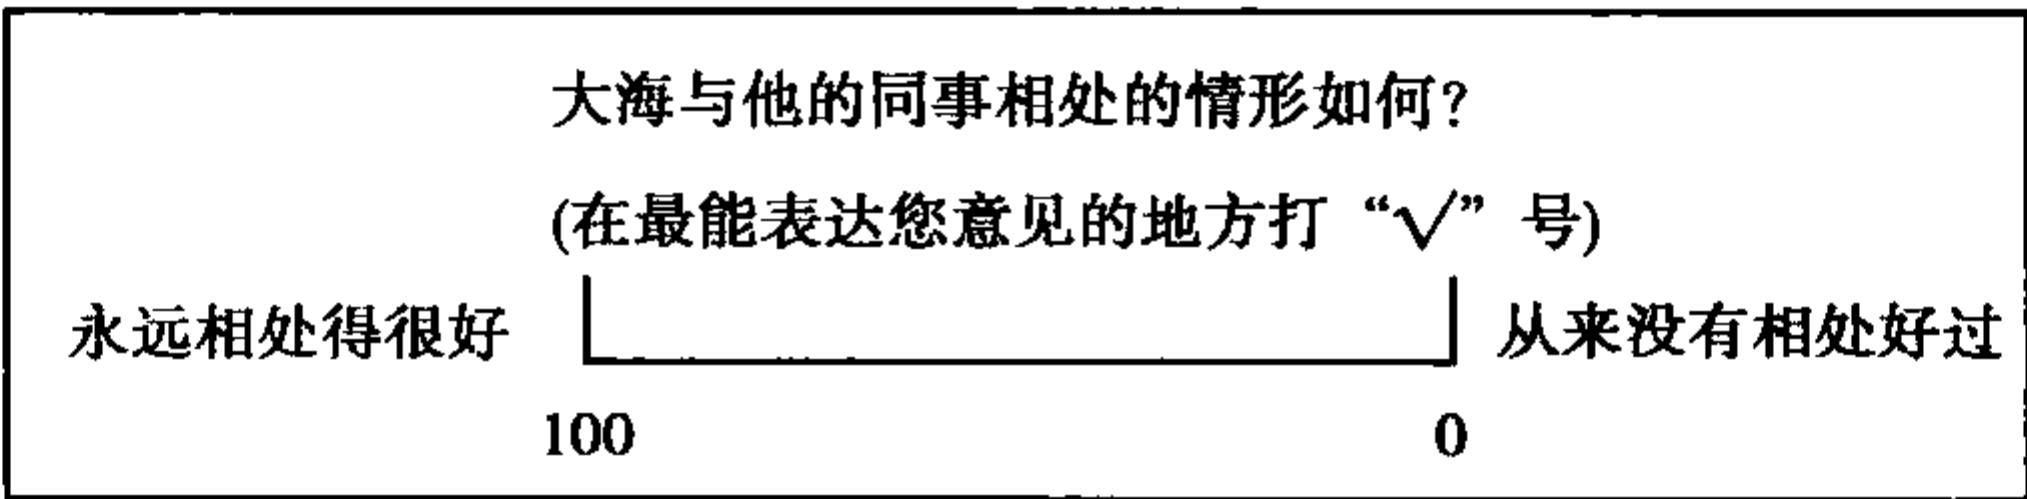 大海与他的同事相处的情形如何?
(在最能表达您意见的地方打“√”号)
永远相处得很好 从来没有相处好过
100 0